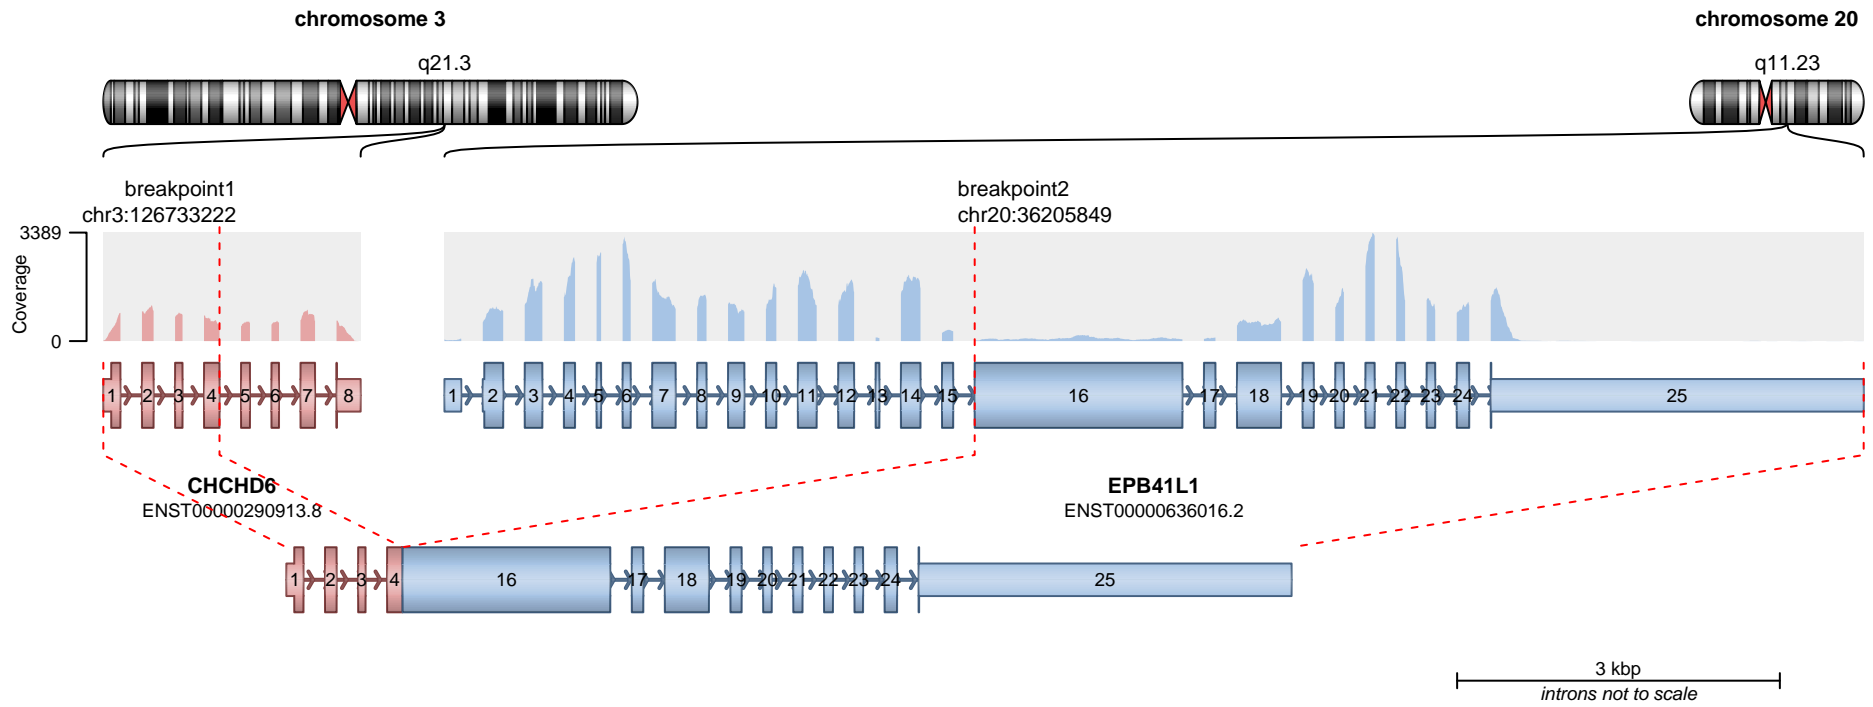 chromosome 3
chromosome 20
q21.3
q11.23
breakpoint1
chr3:126733222
breakpoint2
chr20:36205849
3389
Coverage
0
1 2 3 4 5 6 7 8
1 2 3 4 5 6 7 8 9 10 11 12 13 14 15 16 17 18 19 20 21 22 23 24 25
CHCHD6
ENST00000290913.8
EPB41L1
ENST00000636016.2
1 2 3 4 16 17 18 19 20 21 22 23 24 25
3 kbp
introns not to scale